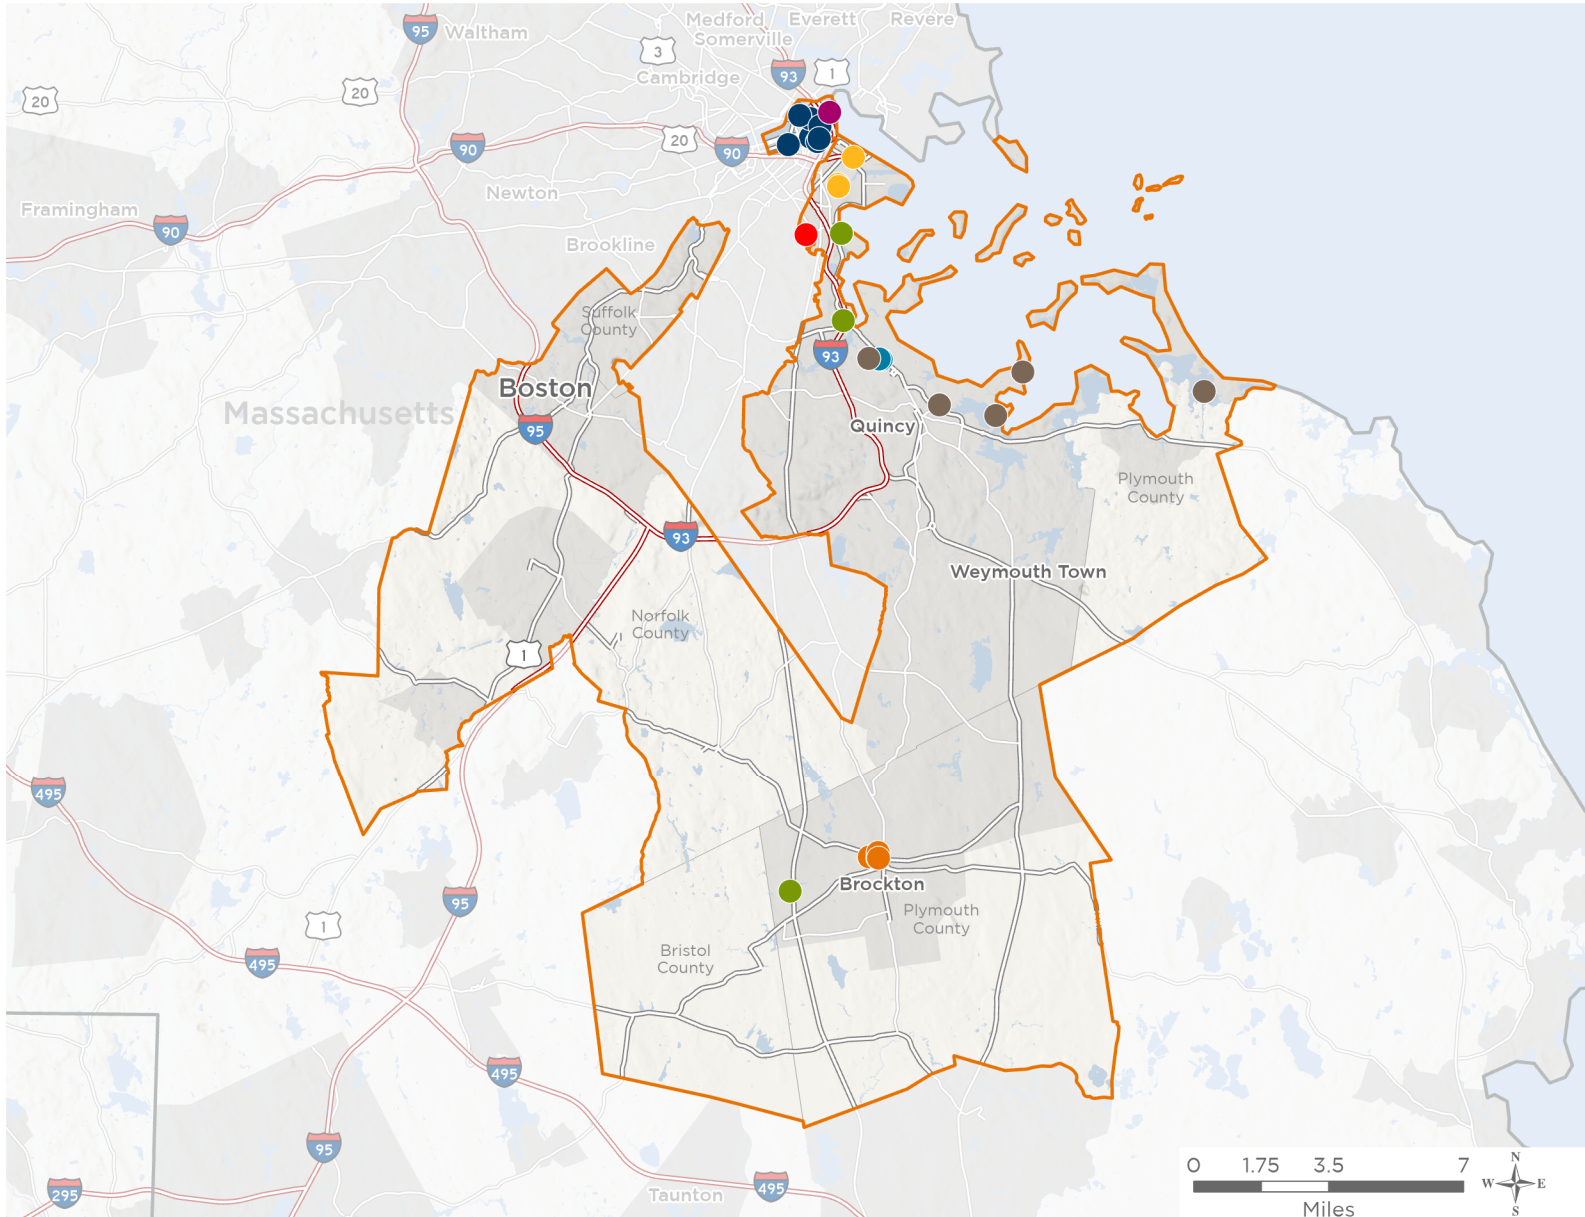 Medford Everett Revere
95 Waltham
3
Somerville
Cambridge
93
1
20
20
20
90
90
Newton
Framingham
90
Brookline
Suffolk
County
93
Boston
Massachusetts
95
Quincy
Plymouth
County
93
Weymouth Town
Norfolk
County
1
495
Brockton
95
Plymouth
County
1
Bristol
County
495
495
95
295
Taunton
495
0 1.75 3.5 7
Miles
N
W E
S